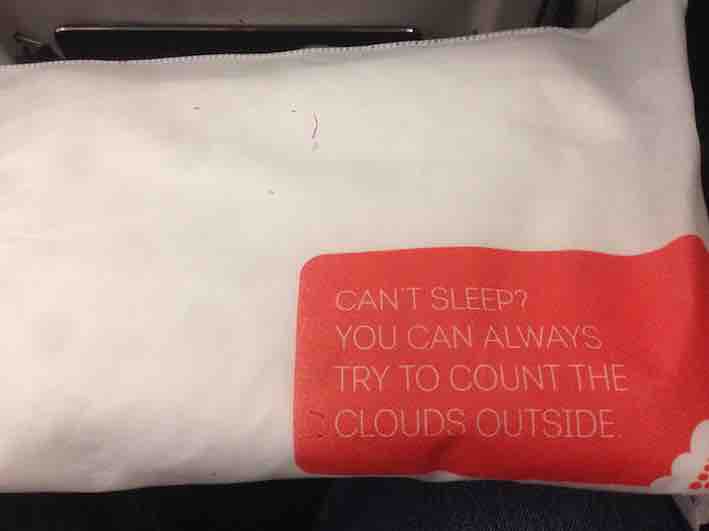 CAN'T SLEEP?
YOU CAN ALWAYS
TRY TO COUNT THE
CLOUDS OUTSIDE.